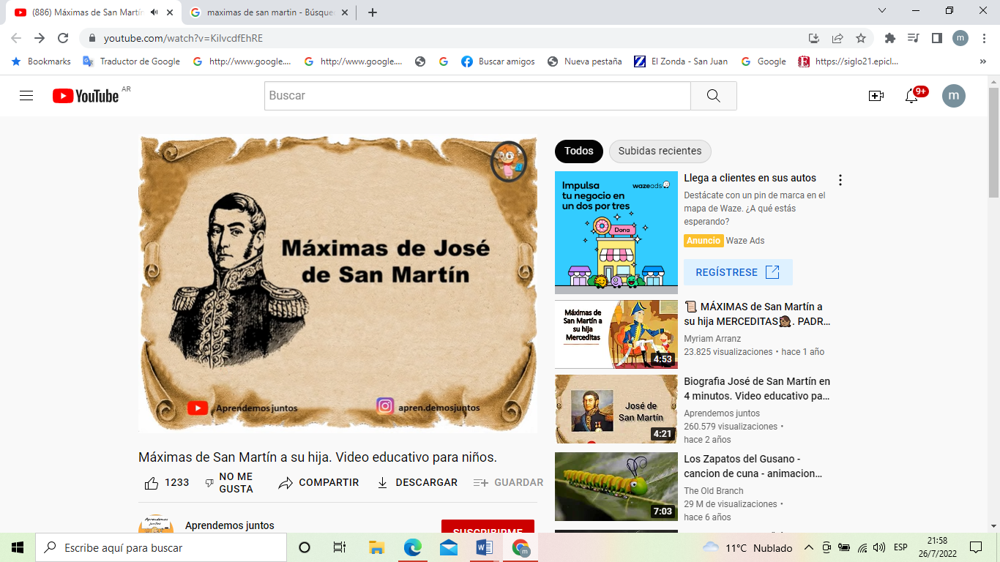 (886) Máximas de San Martín
maximas de san martin - Búsque
youtube.com/watch?v=KilvcdfEhRE
m
Bookmarks
Traductor de Google
http://www.google....
http://www.google....
Buscar amigos
Nueva pestaña
El Zonda - San Juan
Google
https://siglo21.epicl...
»
YouTube AR
Buscar
9+
m
Máximas de José
de San Martín
Aprendemos juntos
apren.demosjuntos
Máximas de San Martín a su hija. Video educativo para niños.
1233
NO ME
GUSTA
COMPARTIR
DESCARGAR
GUARDAR
Aprendemos juntos
SUSCRIBIRME
Todos
Subidas recientes
Impulsa
tu negocio en
un dos por tres
wazeads
Dona
Llega a clientes en sus autos
Destácate con un pin de marca en el
mapa de Waze. ¿A qué estás
esperando?
Anuncio Waze Ads
REGÍSTRESE
Máximas de
San Martín a
su hija
Merceditas
4:53
📜 MÁXIMAS de San Martín a
su hija MERCEDITAS👧🏽. PADR...
Myriam Arranz
23.825 visualizaciones • hace 1 año
José de
San Martín
4:21
Biografia José de San Martín en
4 minutos. Video educativo pa...
Aprendemos juntos
260.579 visualizaciones •
hace 2 años
7:03
Los Zapatos del Gusano -
cancion de cuna - animacion...
The Old Branch
29 M de visualizaciones •
hace 6 años
Escribe aquí para buscar
11°C Nublado
ESP
21:58
26/7/2022